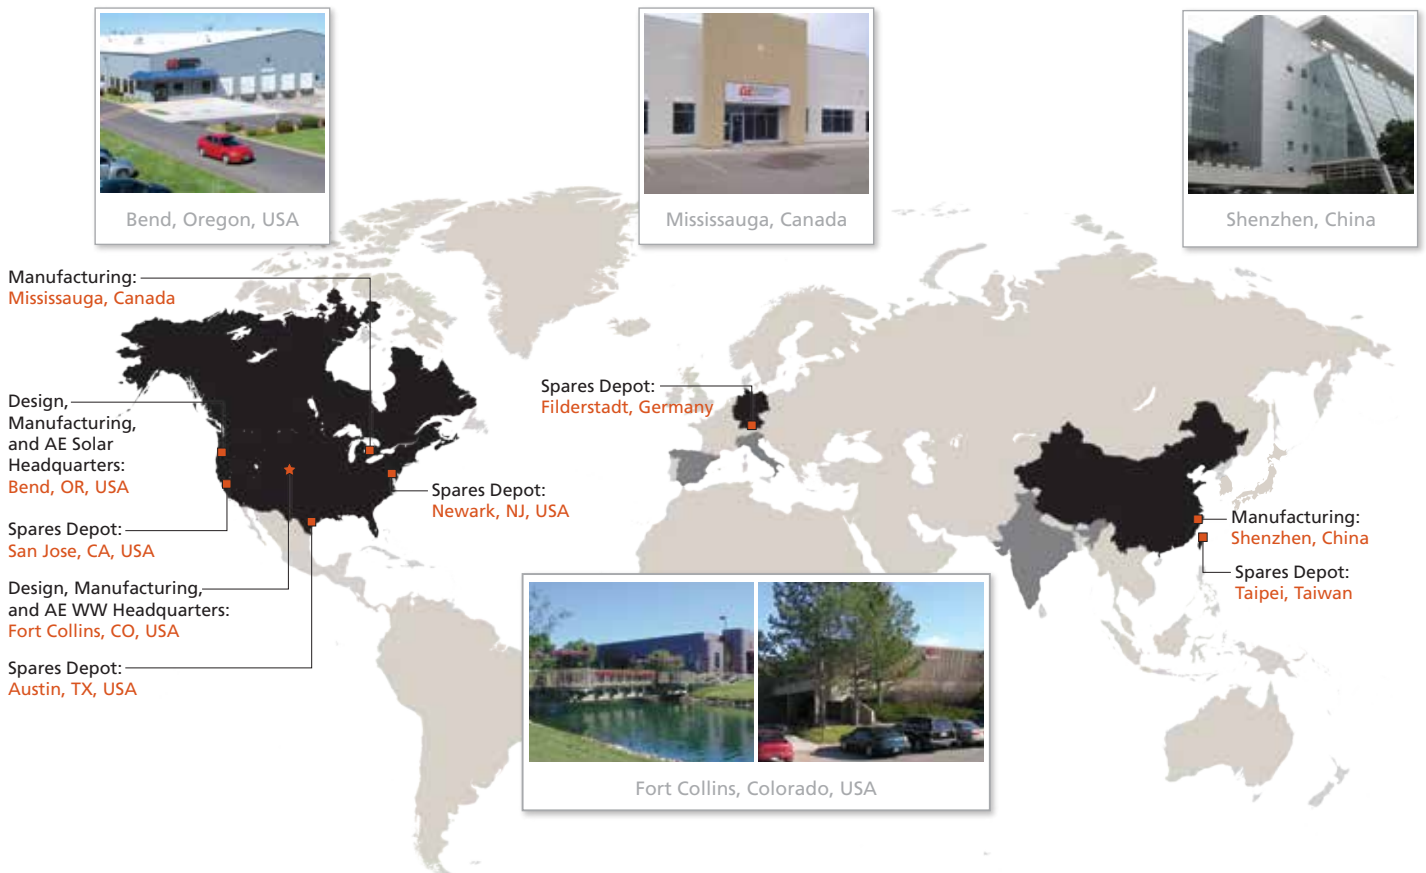 Bend, Oregon, USA
Mississauga, Canada
Shenzhen, China
Manufacturing:
Mississauga, Canada
Design,
Manufacturing,
and AE Solar
Headquarters:
Bend, OR, USA
Spares Depot:
San Jose, CA, USA
Design, Manufacturing,
and AE WW Headquarters:
Fort Collins, CO, USA
Spares Depot:
Austin, TX, USA
Spares Depot:
Newark, NJ, USA
Spares Depot:
Filderstadt, Germany
Manufacturing:
Shenzhen, China
Spares Depot:
Taipei, Taiwan
Fort Collins, Colorado, USA